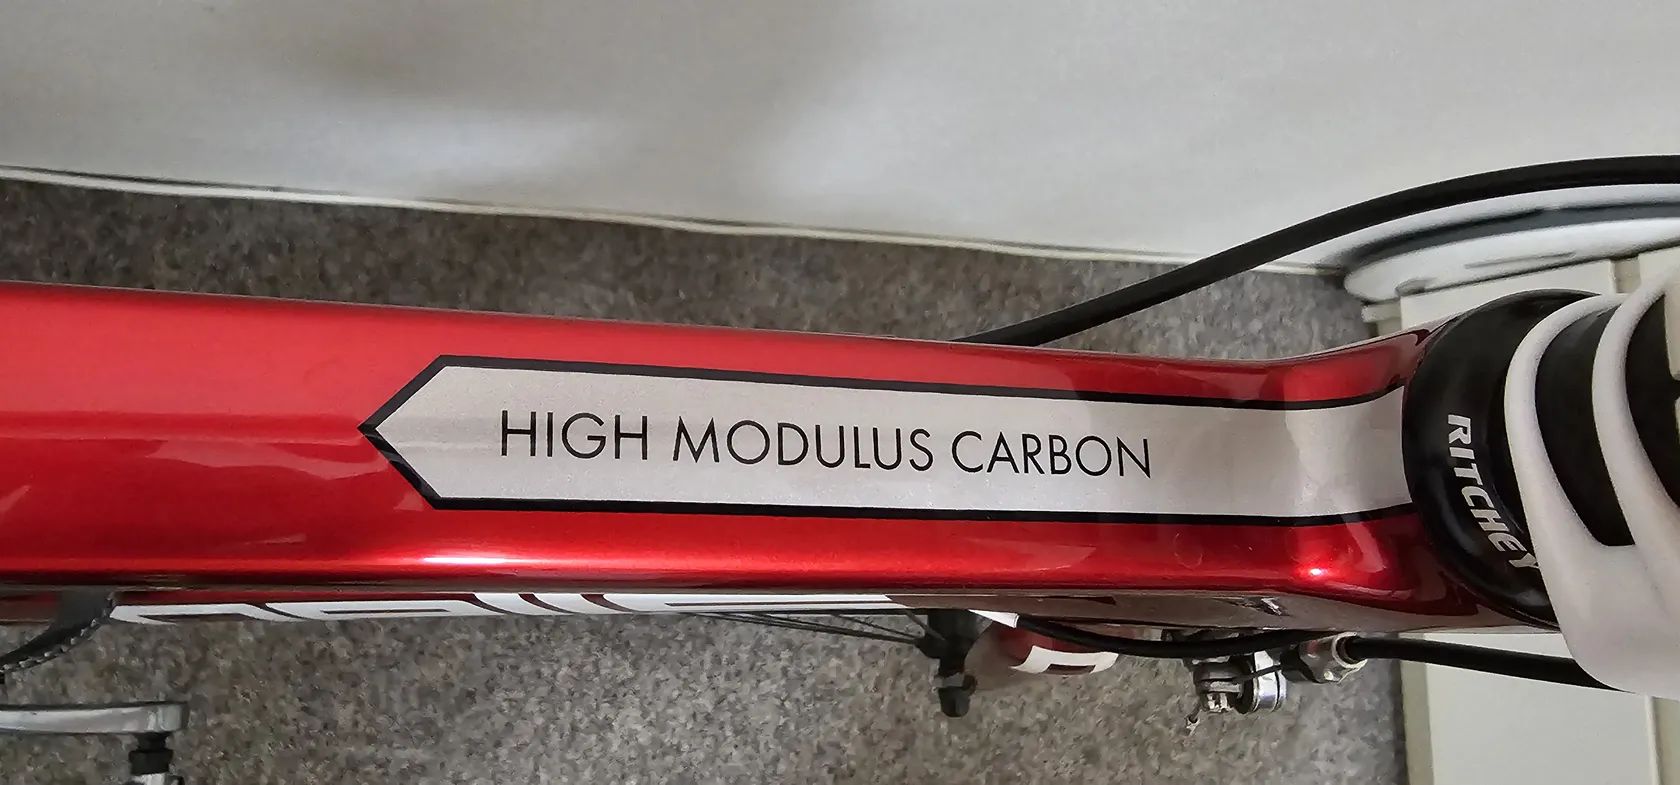 HIGH MODULUS CARBON
RITCHEY